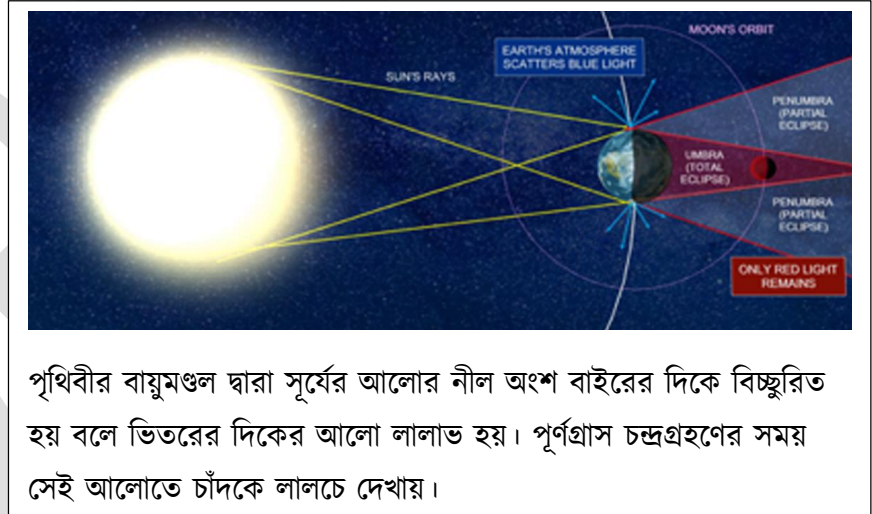 MOON'S ORBIT
EARTH'S ATMOSPHERE
SCATTERS BLUE LIGHT
SUN'S RAYS
PENUMBRA
(PARTIAL
ECLIPSE)
UMBRA
(TOTAL
ECLIPSE)
PENUMBRA
(PARTIAL
ECLIPSE)
ONLY RED LIGHT
REMAINS
পৃথিবীর বায়ুমণ্ডল দ্বারা সূর্যের আলোর নীল অংশ বাইরের দিকে বিচ্ছুরিত
হয় বলে ভিতরের দিকের আলো লালাভ হয়। পূর্ণগ্রাস চন্দ্রগ্রহণের সময়
সেই আলোতে চাঁদকে লালচে দেখায়।